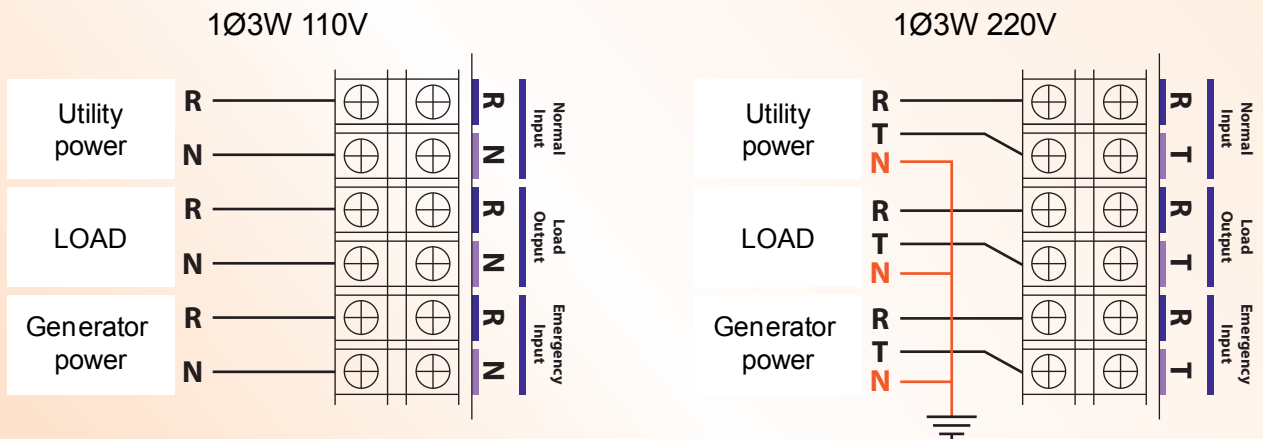 1Ø3W 110V
Utility
power
R
N
R
N
Normal
Input
LOAD
R
N
R
N
Load
Output
Generator
power
R
N
R
N
Emergency
Input
1Ø3W 220V
Utility
power
R
T
N
R
T
Normal
Input
LOAD
R
T
N
R
T
Load
Output
Generator
power
R
T
N
R
T
Emergency
Input